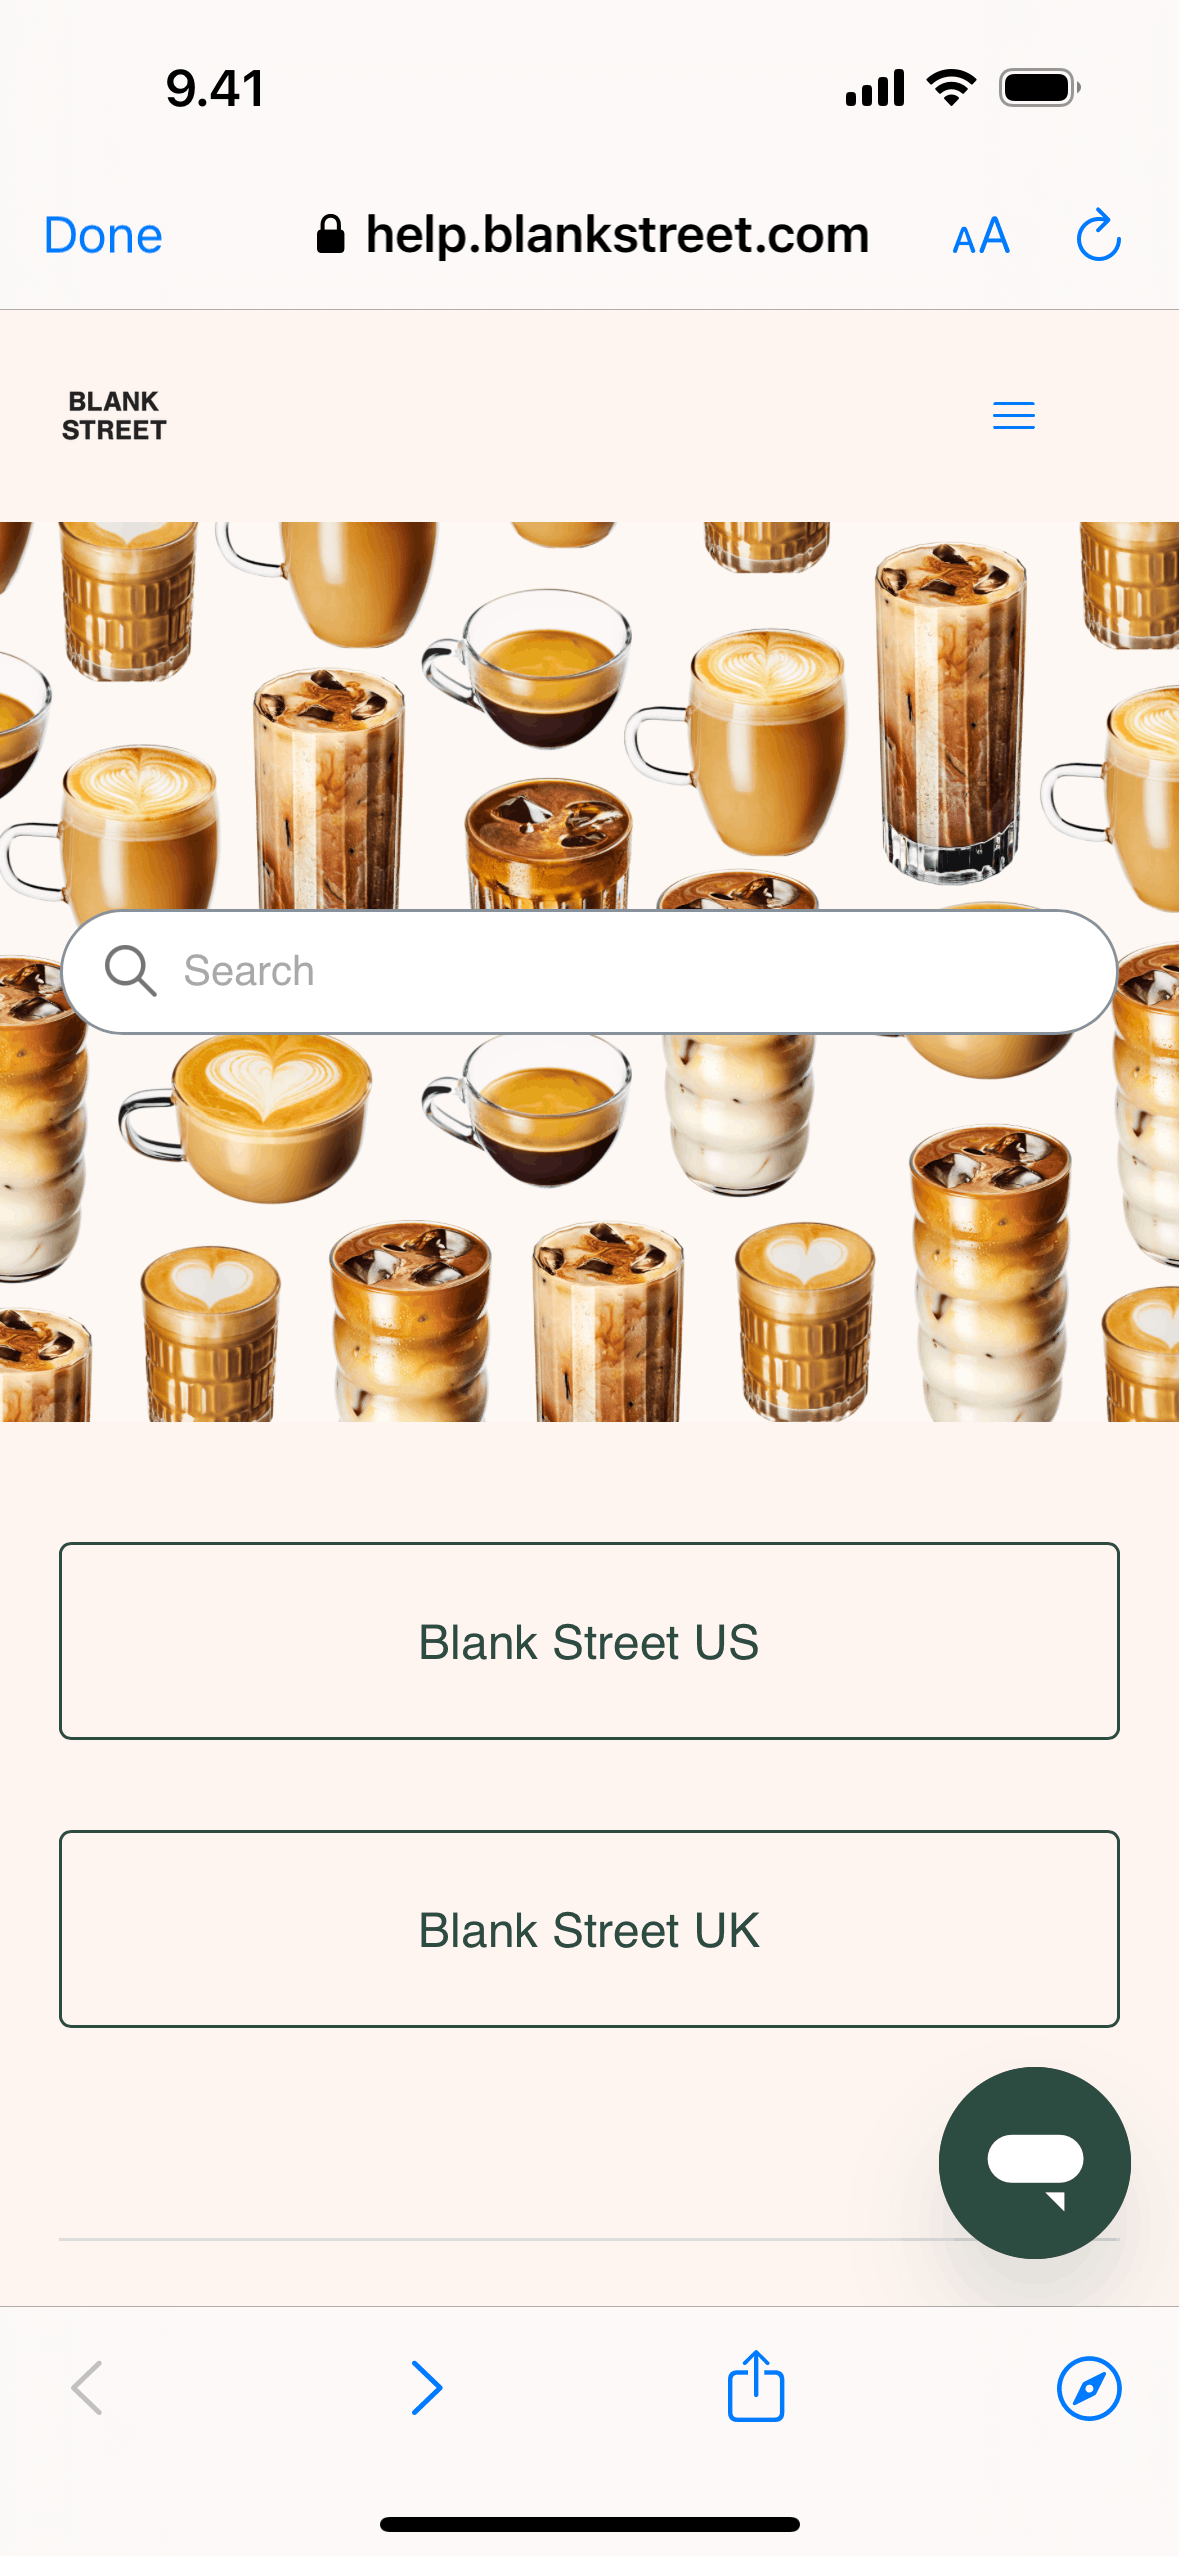 9.41
Done
help.blankstreet.com
AA
BLANK
STREET
Search
Blank Street US
Blank Street UK